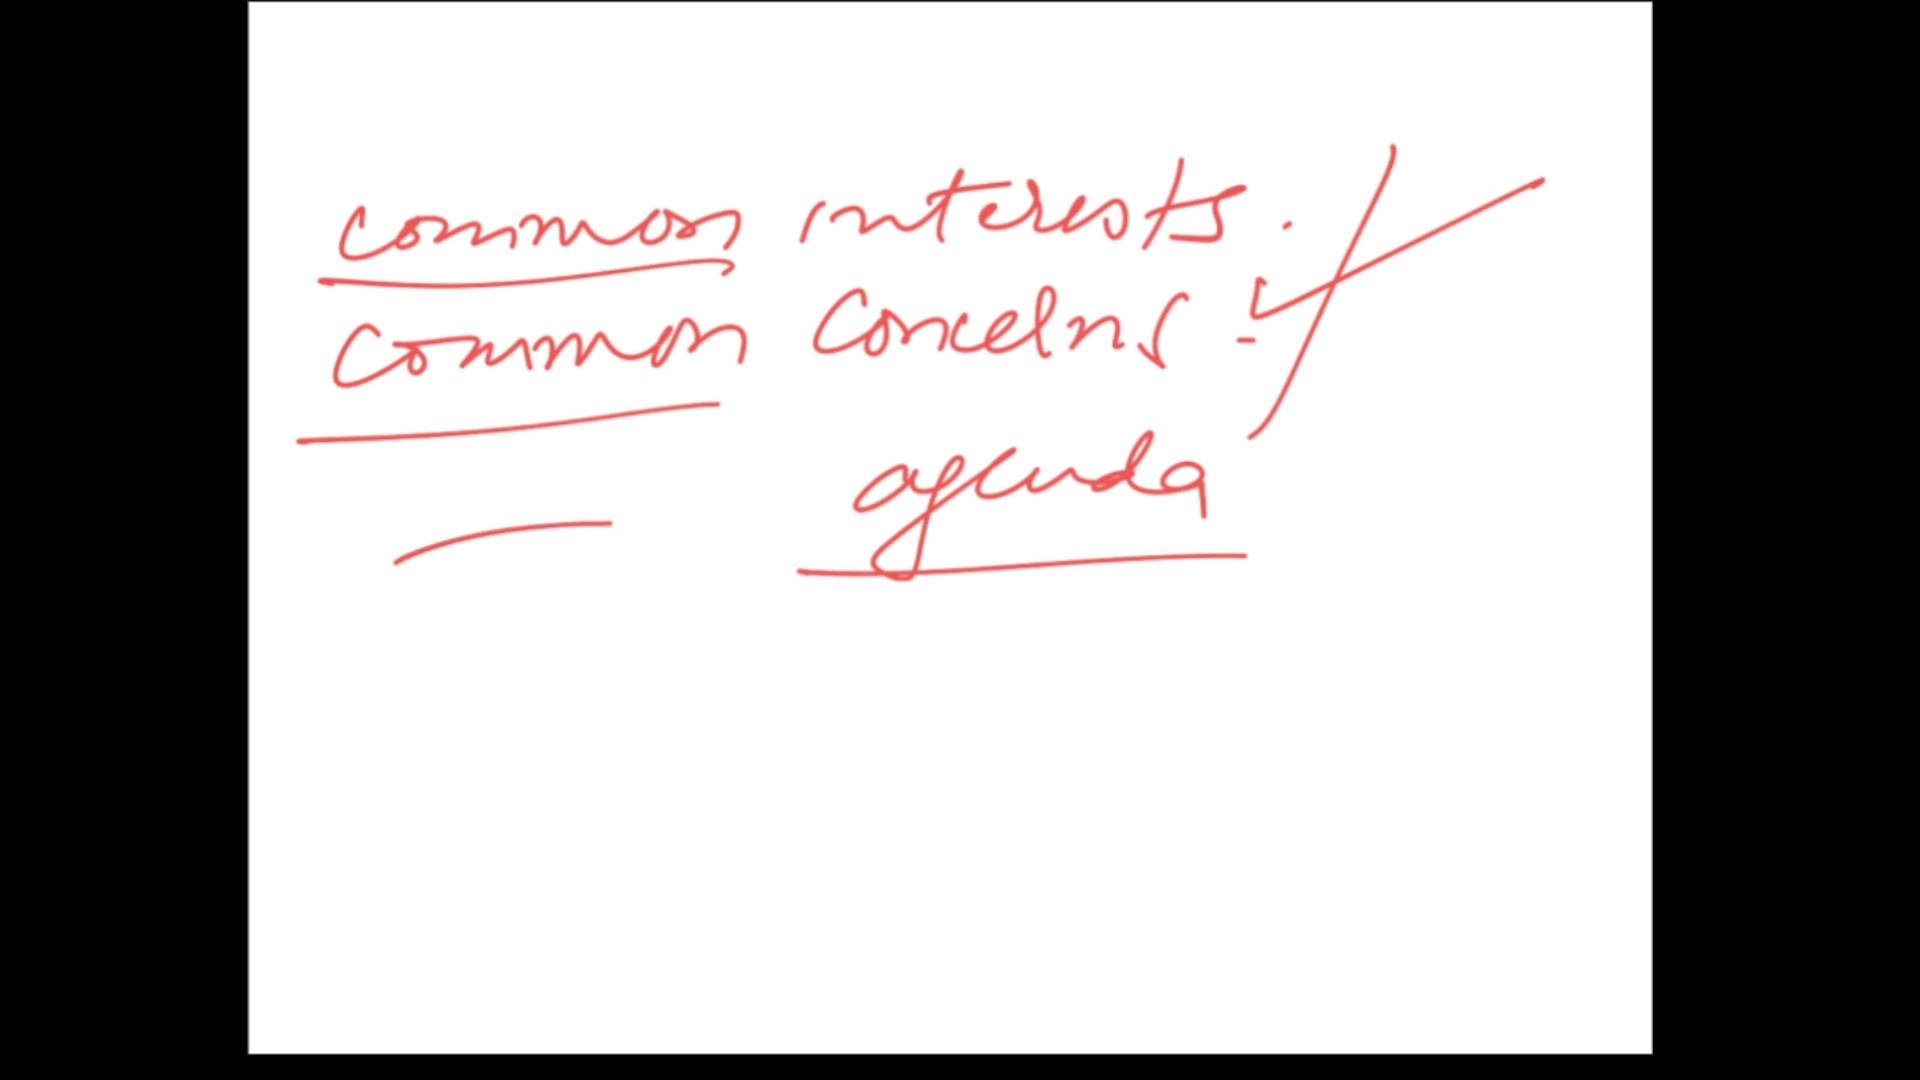 common interests.
common concerns -
agenda